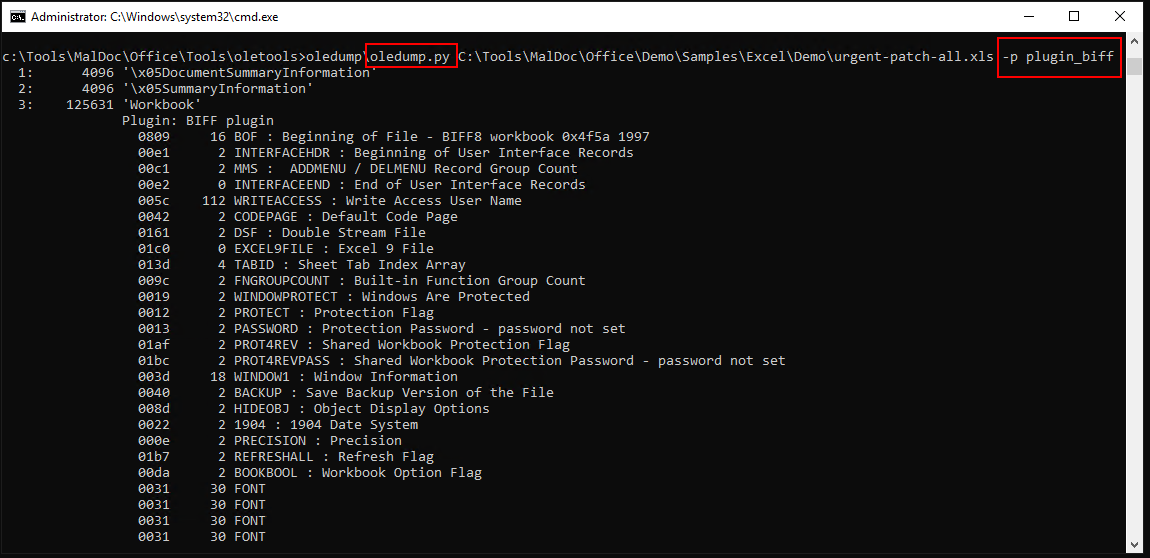 Administrator: C:\Windows\system32\cmd.exe
c:\Tools\MalDoc\Office\Tools\oletools>oledump\oledump.py C:\Tools\MalDoc\Office\Demo\Samples\Excel\Demo\urgent-patch-all.xls -p plugin_biff
1: 4096 '\x05DocumentSummaryInformation'
2: 4096 '\x05SummaryInformation'
3: 125631 'Workbook'
Plugin: BIFF plugin
0809 16 BOF : Beginning of File - BIFF8 workbook 0x4f5a 1997
00e1 2 INTERFACEHDR : Beginning of User Interface Records
00c1 2 MMS :  ADDMENU / DELMENU Record Group Count
00e2 0 INTERFACEEND : End of User Interface Records
005c 112 WRITEACCESS : Write Access User Name
0042 2 CODEPAGE : Default Code Page
0161 2 DSF : Double Stream File
01c0 0 EXCEL9FILE : Excel 9 File
013d 4 TABID : Sheet Tab Index Array
009c 2 FNGROUPCOUNT : Built-in Function Group Count
0019 2 WINDOWPROTECT : Windows Are Protected
0012 2 PROTECT : Protection Flag
0013 2 PASSWORD : Protection Password - password not set
01af 2 PROT4REV : Shared Workbook Protection Flag
01bc 2 PROT4REVPASS : Shared Workbook Protection Password - password not set
003d 18 WINDOW1 : Window Information
0040 2 BACKUP : Save Backup Version of the File
008d 2 HIDEOBJ : Object Display Options
0022 2 1904 : 1904 Date System
000e 2 PRECISION : Precision
01b7 2 REFRESHALL : Refresh Flag
00da 2 BOOKBOOL : Workbook Option Flag
0031 30 FONT
0031 30 FONT
0031 30 FONT
0031 30 FONT